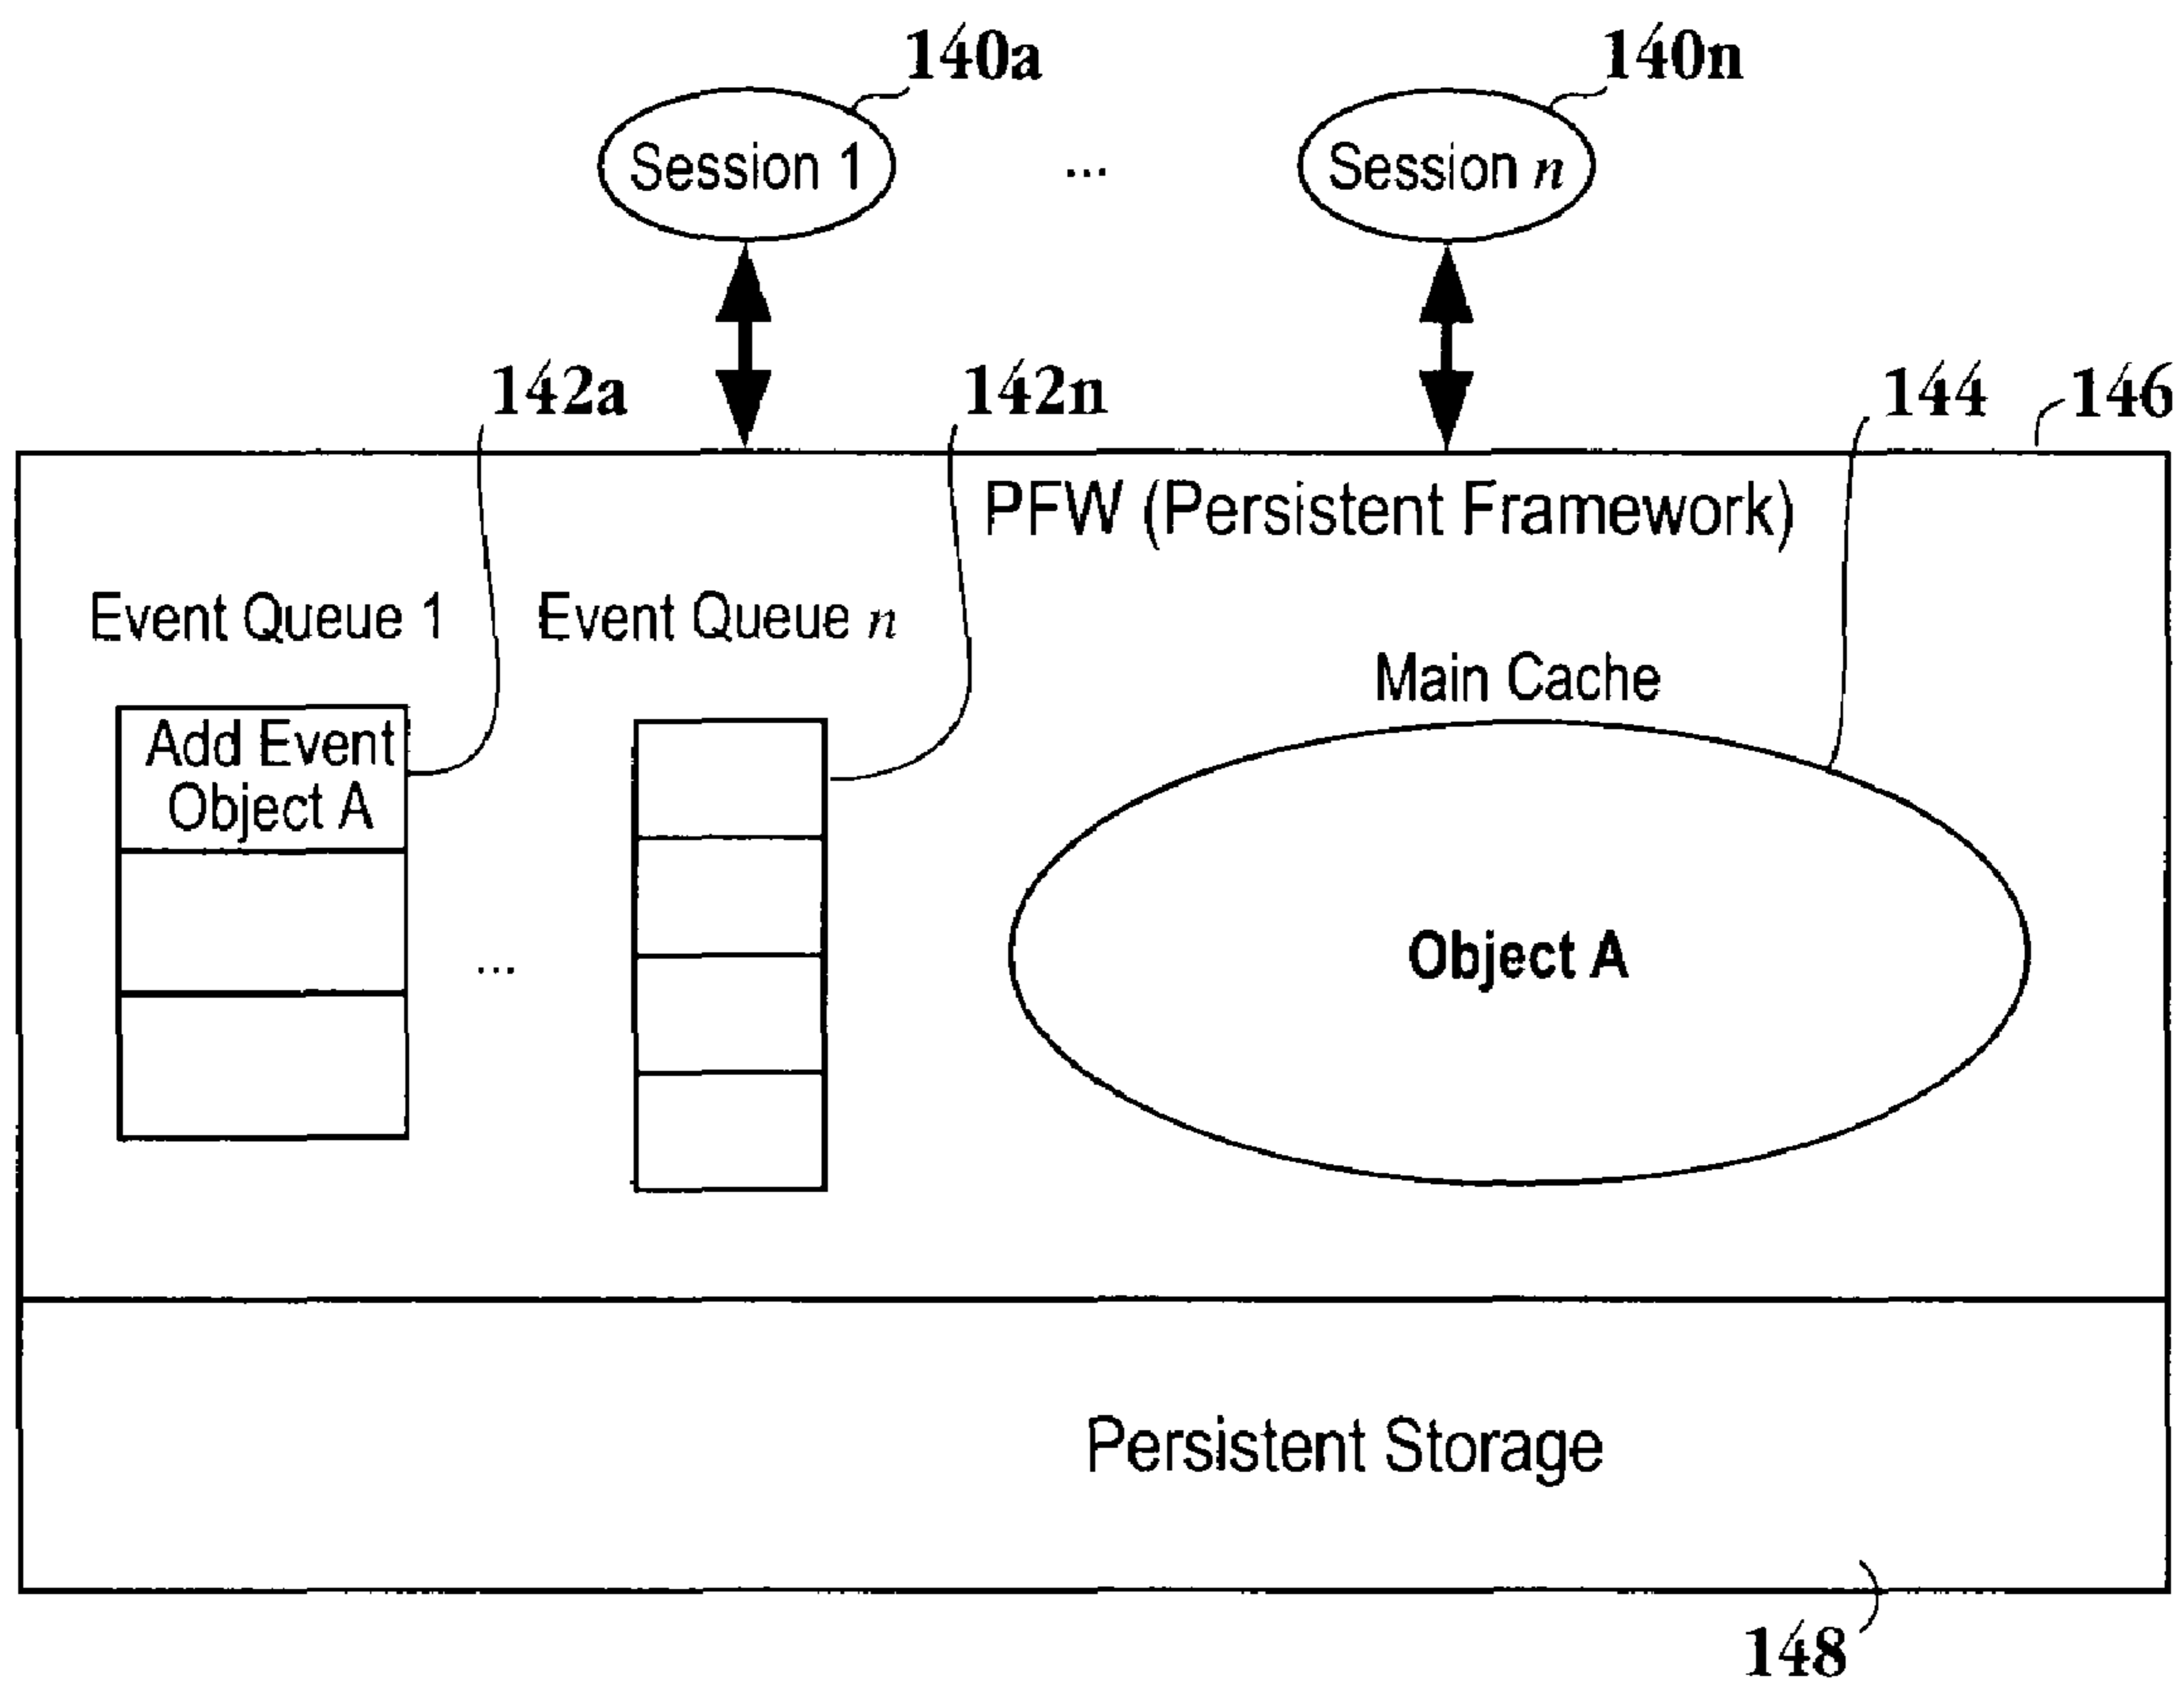 140a
140n
Session 1
...
Session n
142a
142n
144
146
PFW (Persistent Framework)
Event Queue 1
Event Queue n
Main Cache
Add Event
Object A
...
Object A
Persistent Storage
148